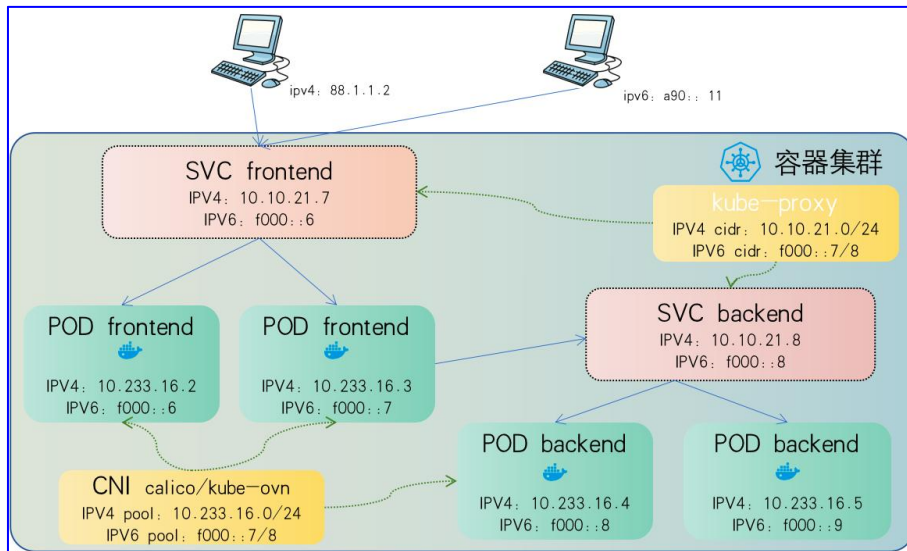 ipv4: 88.1.1.2
ipv6: a90:: 11
容器集群
SVC frontend
IPV4: 10.10.21.7
IPV6: f000::6
kube-proxy
IPV4 cidr: 10.10.21.0/24
IPV6 cidr: f000::7/8
POD frontend
IPV4: 10.233.16.2
IPV6: f000::6
POD frontend
IPV4: 10.233.16.3
IPV6: f000::7
SVC backend
IPV4: 10.10.21.8
IPV6: f000::8
CNI calico/kube-ovn
IPV4 pool: 10.233.16.0/24
IPV6 pool: f000::7/8
POD backend
IPV4: 10.233.16.4
IPV6: f000::8
POD backend
IPV4: 10.233.16.5
IPV6: f000::9